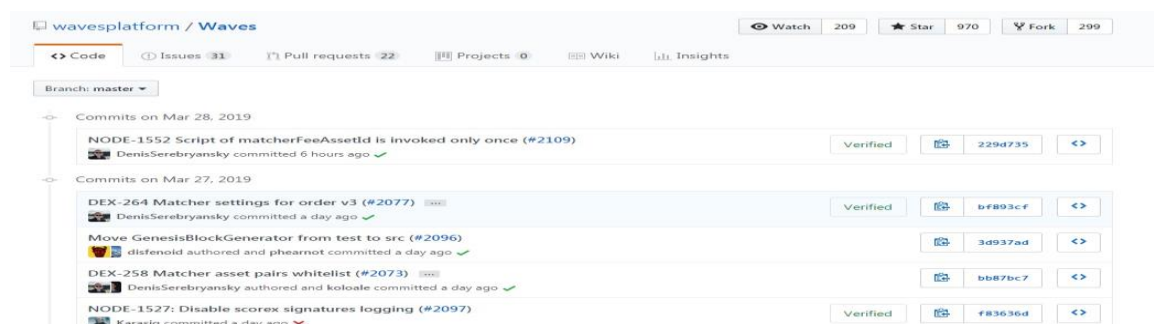 wavesplatform / Waves
Watch 209 Star 970 Fork 299
Code Issues 31 Pull requests 22 Projects 0 Wiki Insights
Branch: master
Commits on Mar 28, 2019
NODE-1552 Script of matcherFeeAssetId is invoked only once (#2109)
DenisSerebryansky committed 6 hours ago
Verified 229d735
Commits on Mar 27, 2019
DEX-264 Matcher settings for order v3 (#2077) ...
DenisSerebryansky committed a day ago
Verified bf893cf
Move GenesisBlockGenerator from test to src (#2096)
disfenoid authored and phearnot committed a day ago
3d937ad
DEX-258 Matcher asset pairs whitelist (#2073) ...
DenisSerebryansky authored and koloale committed a day ago
bb87bc7
NODE-1527: Disable scorex signatures logging (#2097)
Karasiq committed a day ago
Verified f83636d